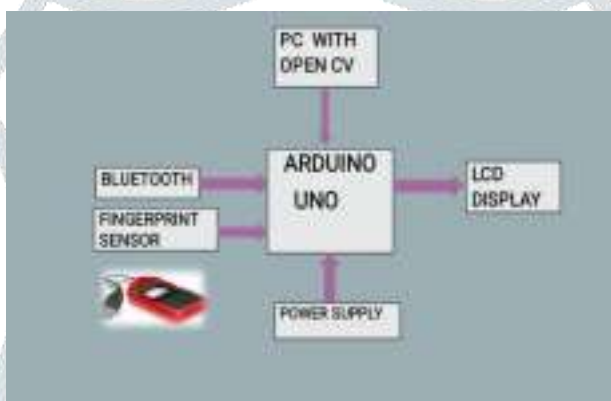 PC WITH
OPEN CV
ARDUINO
UNO
BLUETOOTH
LCD
DISPLAY
FINGERPRINT
SENSOR
POWER SUPPLY